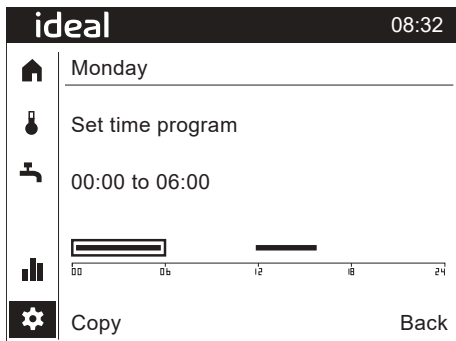 ideal 08:32
Monday
Set time program
00:00 to 06:00
00 06 12 18 24
Copy Back